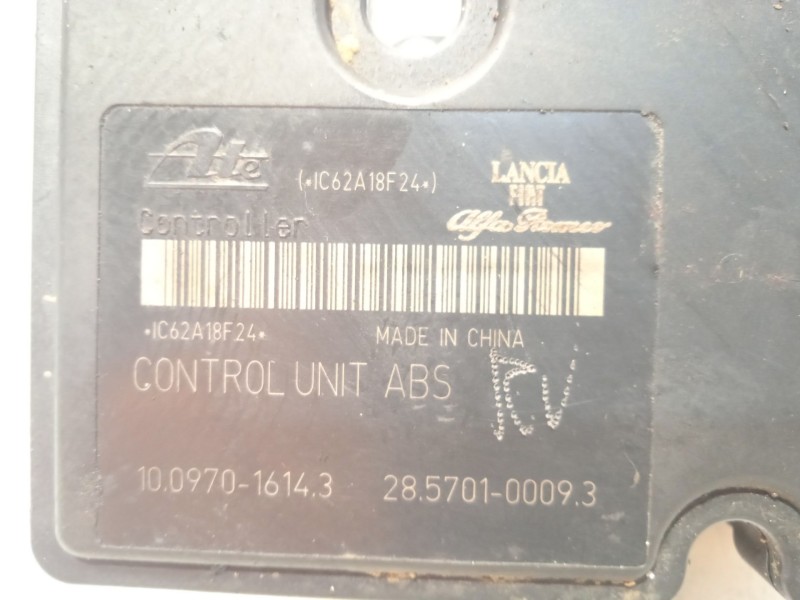 Ate
(•IC62A18F24•)
LANCIA
FIAT
Alfa Romeo
Controller
•IC62A18F24•
MADE IN CHINA
CONTROL UNIT ABS
10.0970-1614.3
28.5701-0009.3